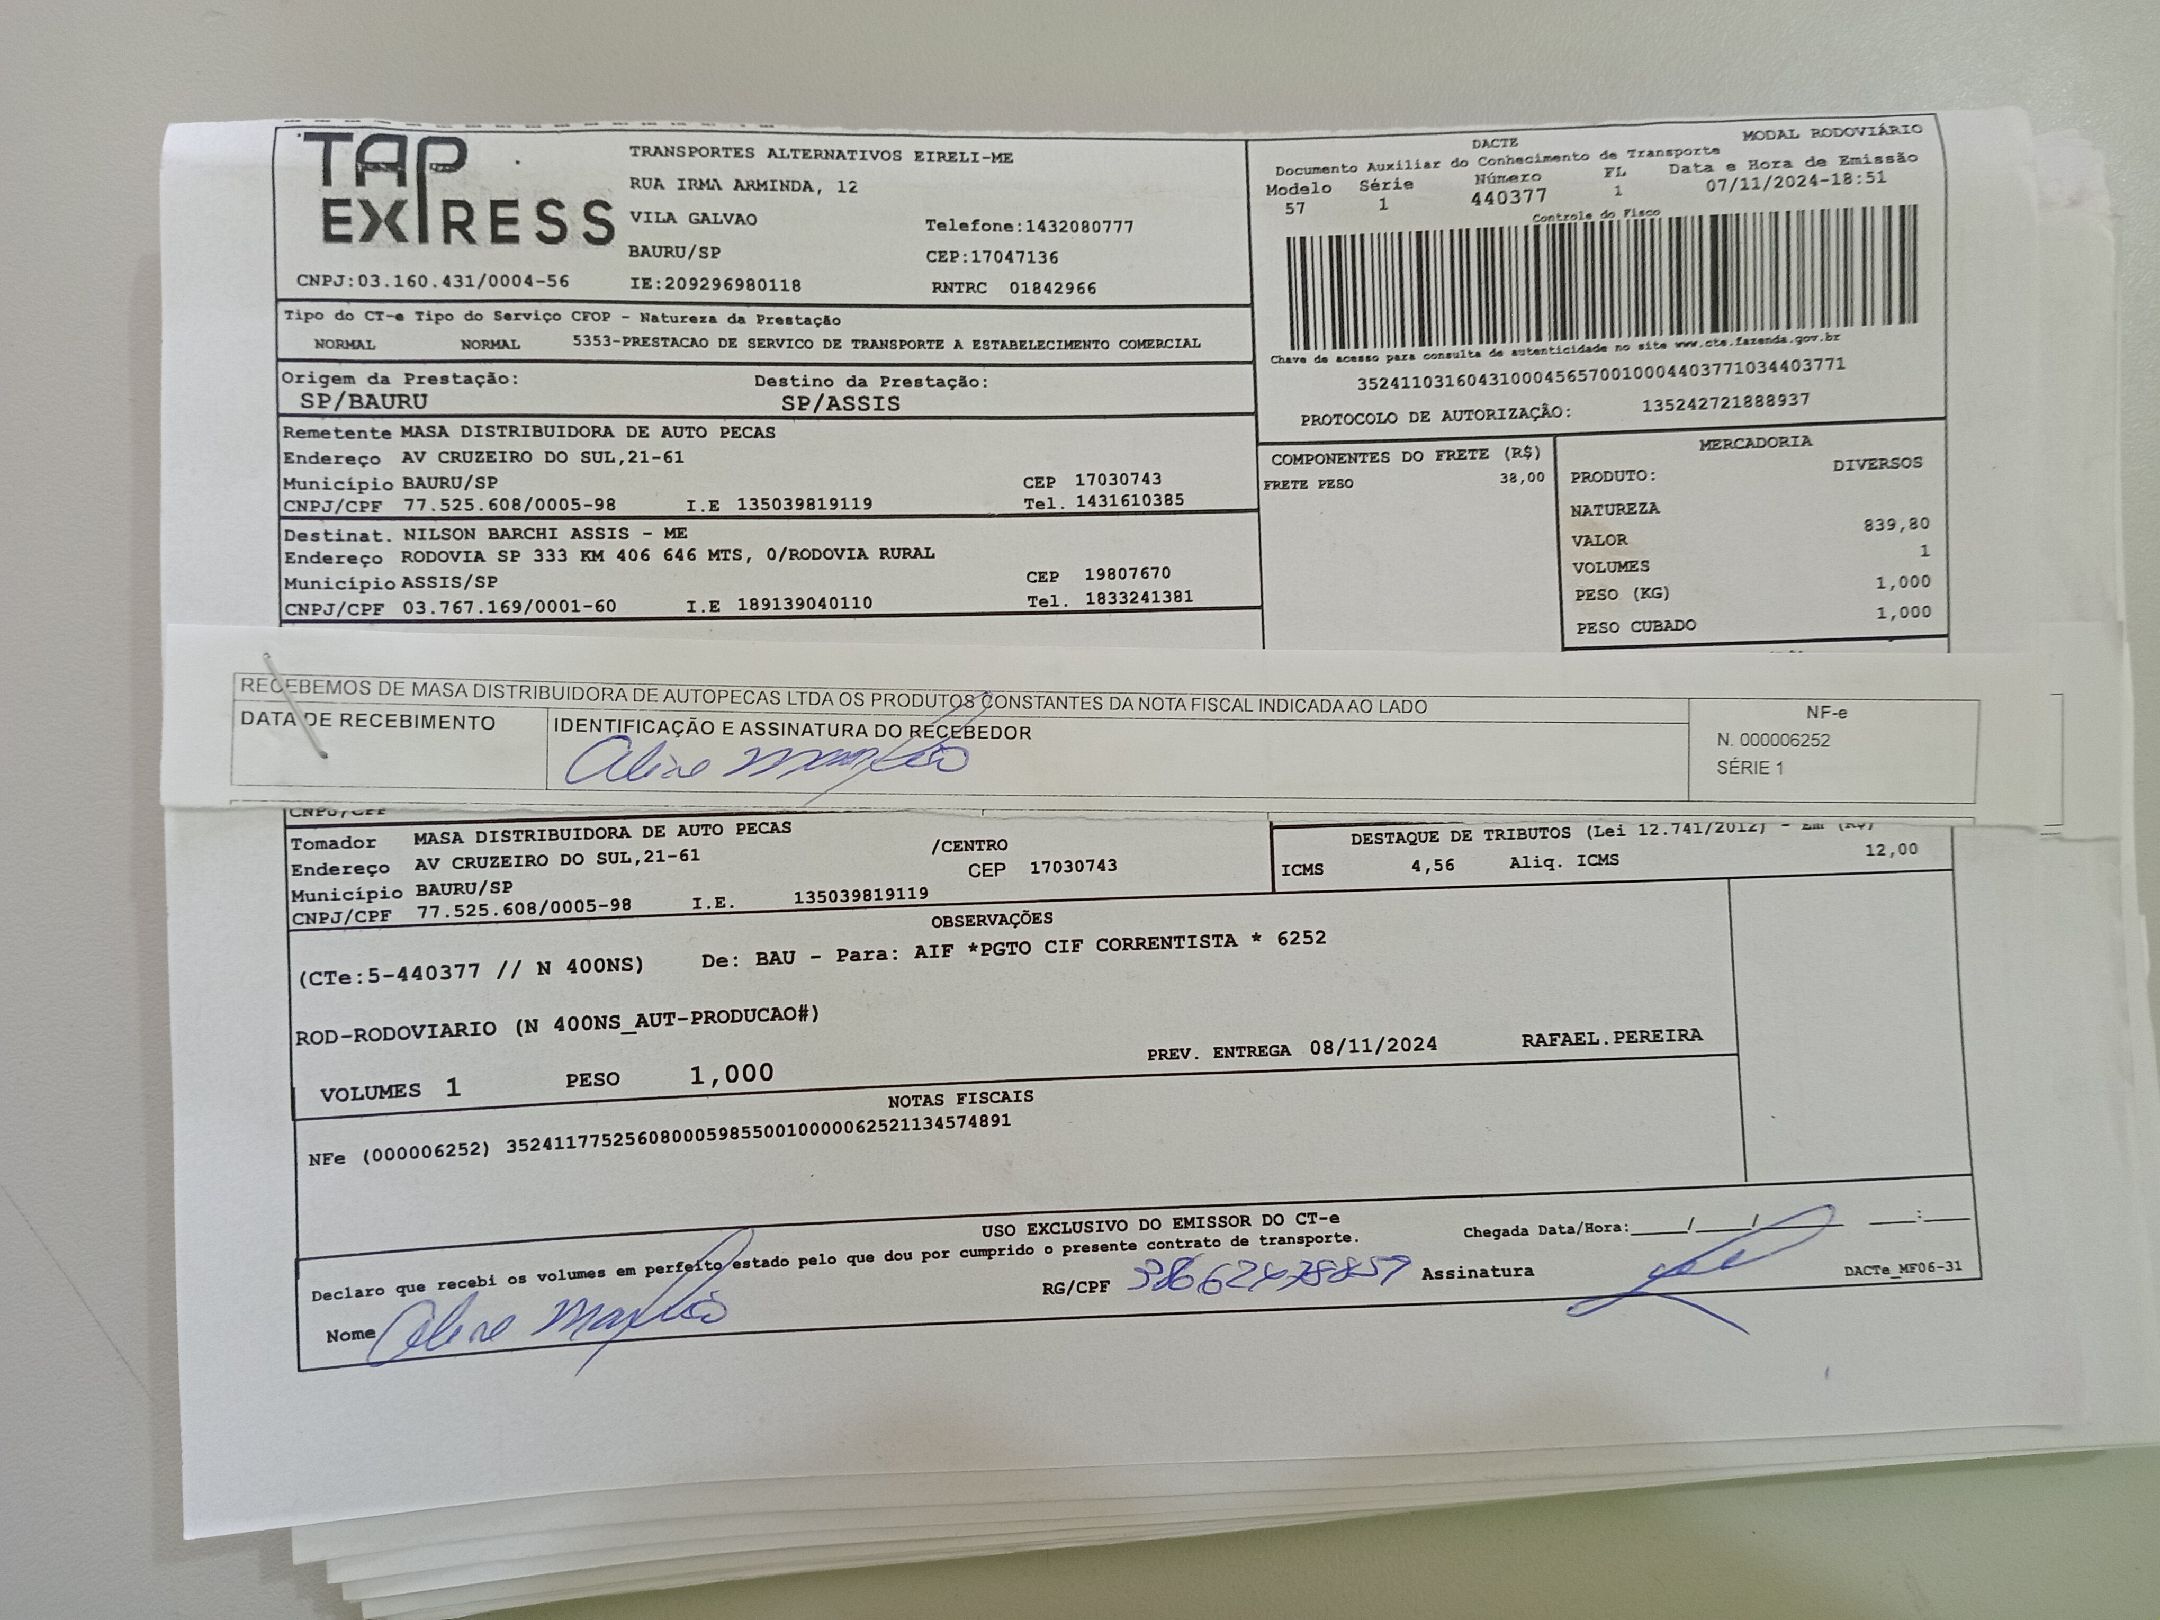 TAP EXPRESS
TRANSPORTES ALTERNATIVOS EIRELI-ME
RUA IRMA ARMINDA, 12
VILA GALVAO Telefone:1432080777
BAURU/SP CEP:17047136
CNPJ:03.160.431/0004-56 IE:209296980118 RNTRC 01842966
DACTE MODAL RODOVIÁRIO
Documento Auxiliar do Conhecimento de Transporte
Modelo Série Número FL Data e Hora de Emissão
57 1 440377 1 07/11/2024-18:51
Controle do Fisco
Chave de acesso para consulta de autenticidade no site www.cte.fazenda.gov.br
35241103160431000456570010004403771034403771
PROTOCOLO DE AUTORIZAÇÃO: 135242721888937
Tipo do CT-e Tipo do Serviço CFOP - Natureza da Prestação
NORMAL NORMAL 5353-PRESTACAO DE SERVICO DE TRANSPORTE A ESTABELECIMENTO COMERCIAL
Origem da Prestação: Destino da Prestação:
SP/BAURU SP/ASSIS
Remetente MASA DISTRIBUIDORA DE AUTO PECAS
Endereço AV CRUZEIRO DO SUL,21-61
Município BAURU/SP CEP 17030743
CNPJ/CPF 77.525.608/0005-98 I.E 135039819119 Tel. 1431610385
Destinat. NILSON BARCHI ASSIS - ME
Endereço RODOVIA SP 333 KM 406 646 MTS, 0/RODOVIA RURAL
Município ASSIS/SP CEP 19807670
CNPJ/CPF 03.767.169/0001-60 I.E 189139040110 Tel. 1833241381
COMPONENTES DO FRETE (R$)
FRETE PESO 38,00
MERCADORIA
PRODUTO: DIVERSOS
NATUREZA
VALOR 839,80
VOLUMES 1
PESO (KG) 1,000
PESO CUBADO 1,000
RECEBEMOS DE MASA DISTRIBUIDORA DE AUTOPECAS LTDA OS PRODUTOS CONSTANTES DA NOTA FISCAL INDICADA AO LADO
DATA DE RECEBIMENTO IDENTIFICAÇÃO E ASSINATURA DO RECEBEDOR
Aline
NF-e
N. 000006252
SÉRIE 1
CNPJ/CPF
Tomador MASA DISTRIBUIDORA DE AUTO PECAS
Endereço AV CRUZEIRO DO SUL,21-61 /CENTRO
Município BAURU/SP CEP 17030743
CNPJ/CPF 77.525.608/0005-98 I.E. 135039819119
DESTAQUE DE TRIBUTOS (Lei 12.741/2012) - Em (R$)
ICMS 4,56 Aliq. ICMS 12,00
OBSERVAÇÕES
(CTe:5-440377 // N 400NS) De: BAU - Para: AIF *PGTO CIF CORRENTISTA * 6252
ROD-RODOVIARIO (N 400NS_AUT-PRODUCAO#)
VOLUMES 1 PESO 1,000 PREV. ENTREGA 08/11/2024 RAFAEL.PEREIRA
NOTAS FISCAIS
NFe (000006252) 35241177525608000598550010000062521134574891
USO EXCLUSIVO DO EMISSOR DO CT-e
Declaro que recebi os volumes em perfeito estado pelo que dou por cumprido o presente contrato de transporte.
Chegada Data/Hora:_____/_____/________ ____:____
Nome Aline
RG/CPF Assinatura
DACTe_MF06-31